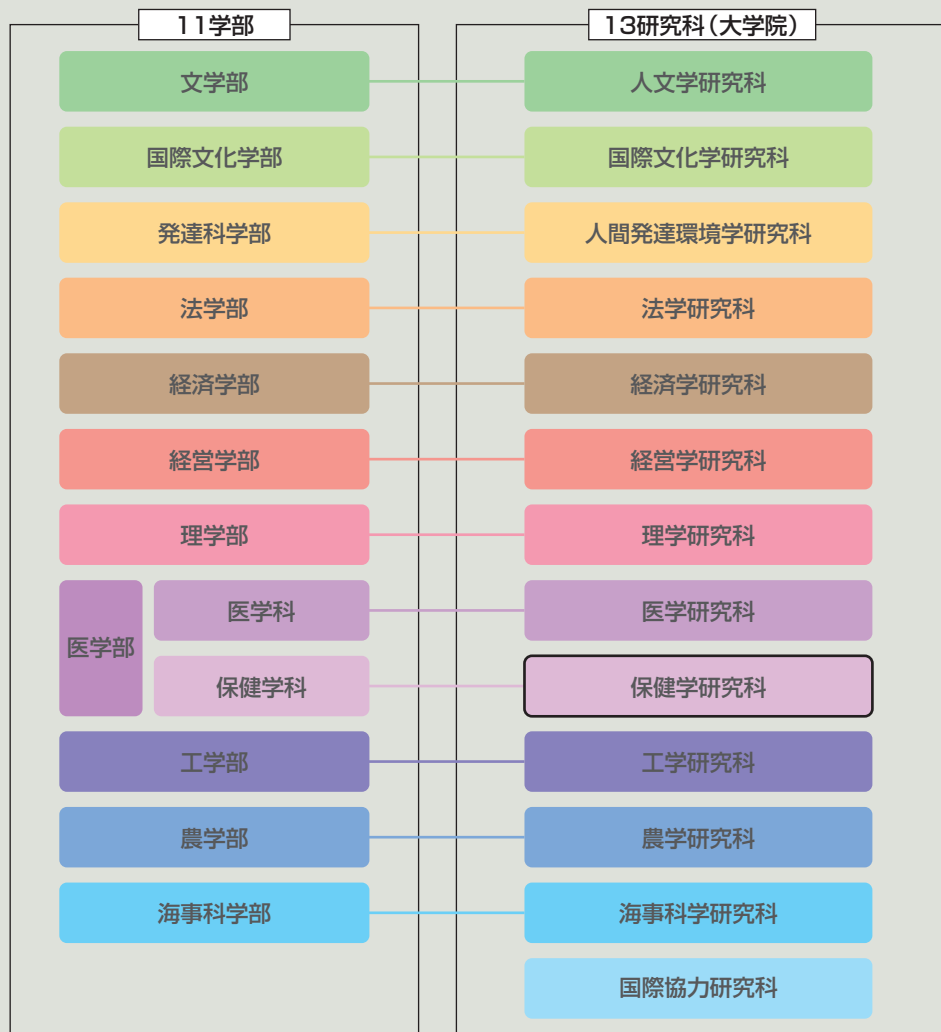 11学部
13研究科(大学院)
文学部
人文学研究科
国際文化学部
国際文化学研究科
発達科学部
人間発達環境学研究科
法学部
法学研究科
経済学部
経済学研究科
経営学部
経営学研究科
理学部
理学研究科
医学部
医学科
医学研究科
保健学科
保健学研究科
工学部
工学研究科
農学部
農学研究科
海事科学部
海事科学研究科
国際協力研究科